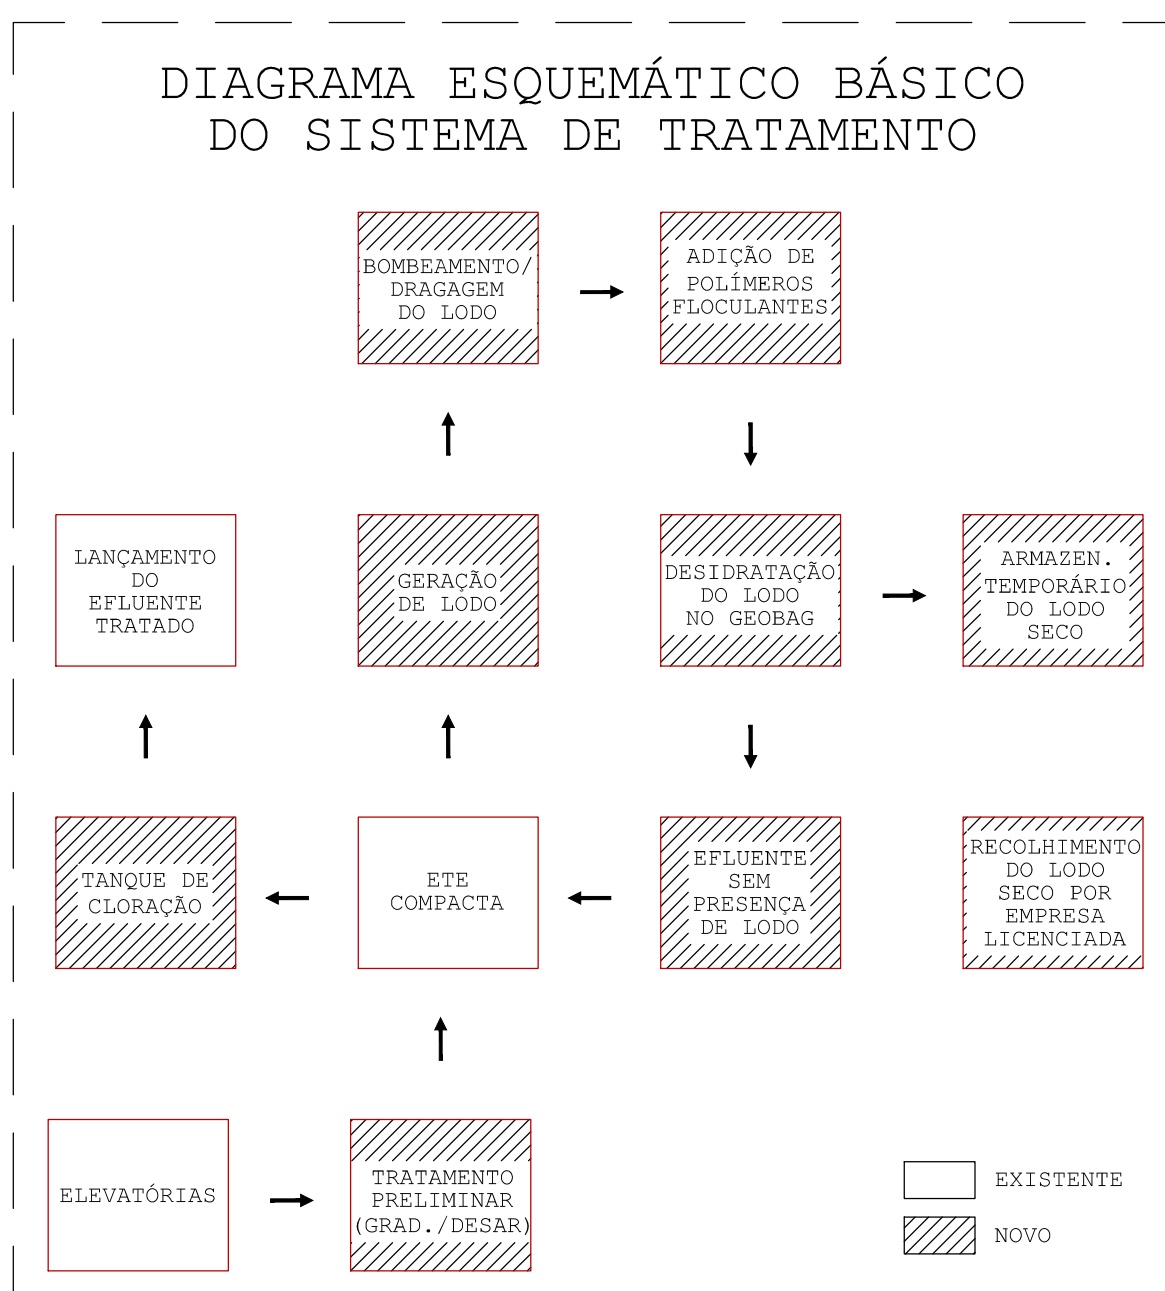 DIAGRAMA ESQUEMÁTICO BÁSICO
DO SISTEMA DE TRATAMENTO
BOMBEAMENTO/
DRAGAGEM
DO LODO
ADIÇÃO DE
POLÍMEROS
FLOCULANTES
LANÇAMENTO
DO
EFLUENTE
TRATADO
GERAÇÃO
DE LODO
DESIDRATAÇÃO
DO LODO
NO GEOBAG
ARMAZEN.
TEMPORÁRIO
DO LODO
SECO
TANQUE DE
CLORAÇÃO
ETE
COMPACTA
EFLUENTE
SEM
PRESENÇA
DE LODO
RECOLHIMENTO
DO LODO
SECO POR
EMPRESA
LICENCIADA
ELEVATÓRIAS
TRATAMENTO
PRELIMINAR
(GRAD./DESAR)
EXISTENTE
NOVO